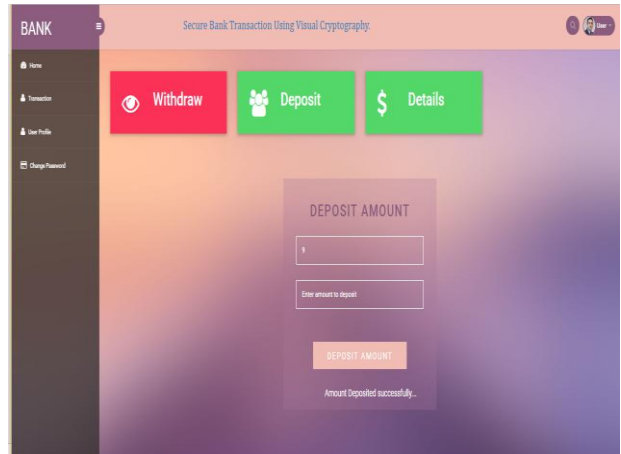 BANK
Secure Bank Transaction Using Visual Cryptography.
User
Home
Transaction
User Profile
Change Password
Withdraw
Deposit
$ Details
DEPOSIT AMOUNT
9
Enter amount to deposit
DEPOSIT AMOUNT
Amount Deposited successfully...